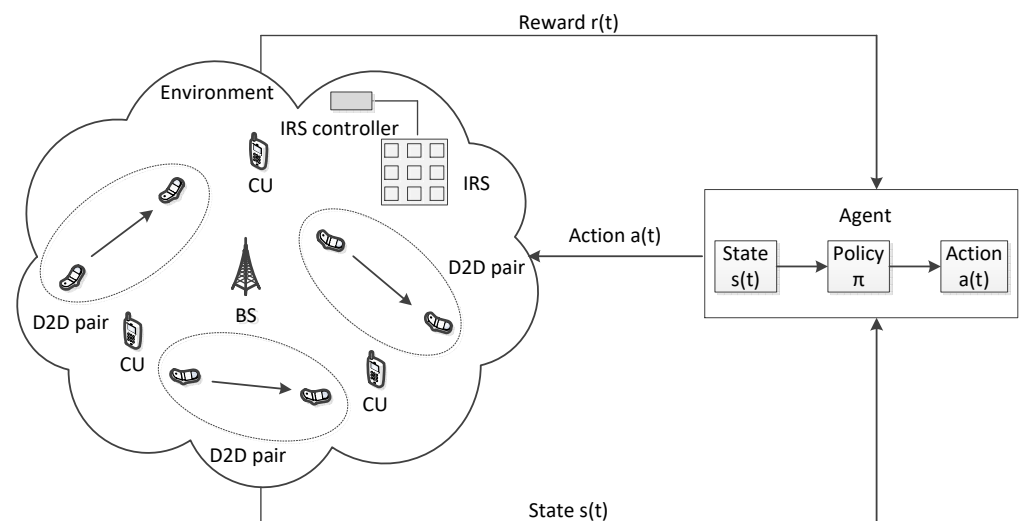 Reward r(t)
Environment
IRS controller
CU
IRS
Agent
Action a(t)
State
s(t)
Policy
π
Action
a(t)
D2D pair
BS
D2D pair
CU
CU
D2D pair
State s(t)